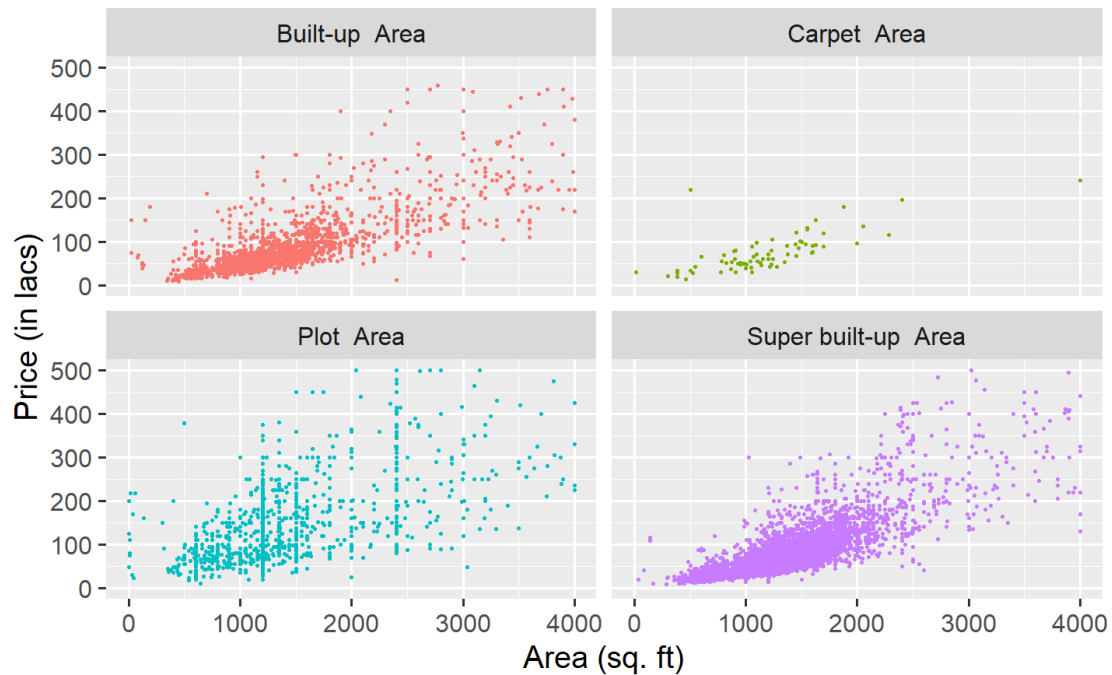 Built-up Area
Carpet Area
500
400
300
200
100
0
Plot Area
Super built-up Area
500
400
300
200
100
0
0 1000 2000 3000 4000
0 1000 2000 3000 4000
Price (in lacs)
Area (sq. ft)